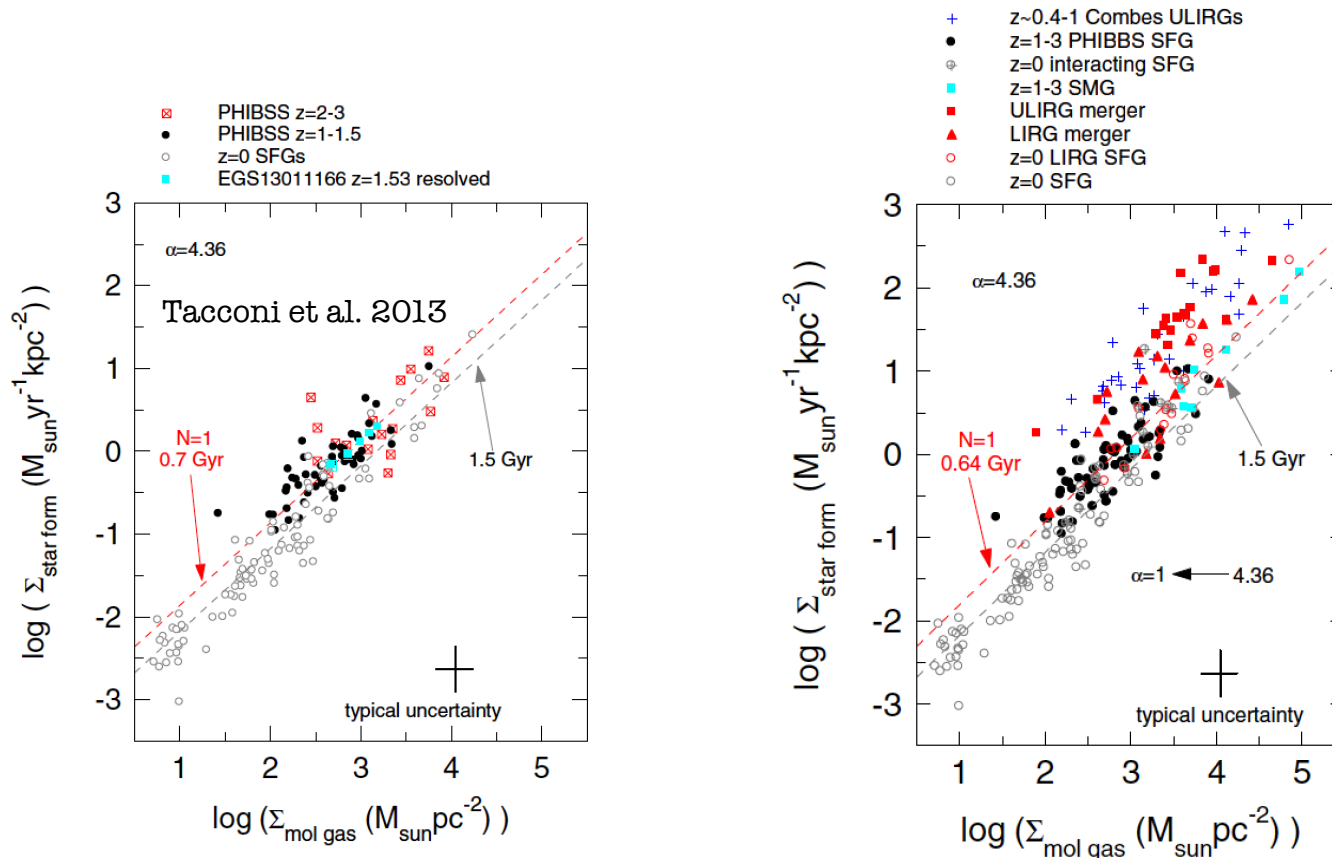 PHIBSS z=2-3
PHIBSS z=1-1.5
z=0 SFGs
EGS13011166 z=1.53 resolved
3
2
1
0
-1
-2
-3
α=4.36
Tacconi et al. 2013
N=1
0.7 Gyr
1.5 Gyr
typical uncertainty
1 2 3 4 5
log ( Σstar form (Msunyr-1kpc-2) )
log (Σmol gas (Msunpc-2) )
z~0.4-1 Combes ULIRGs
z=1-3 PHIBBS SFG
z=0 interacting SFG
z=1-3 SMG
ULIRG merger
LIRG merger
z=0 LIRG SFG
z=0 SFG
3
2
1
0
-1
-2
-3
α=4.36
N=1
0.64 Gyr
1.5 Gyr
α=1 4.36
typical uncertainty
1 2 3 4 5
log ( Σstar form (Msunyr-1kpc-2) )
log (Σmol gas (Msunpc-2) )